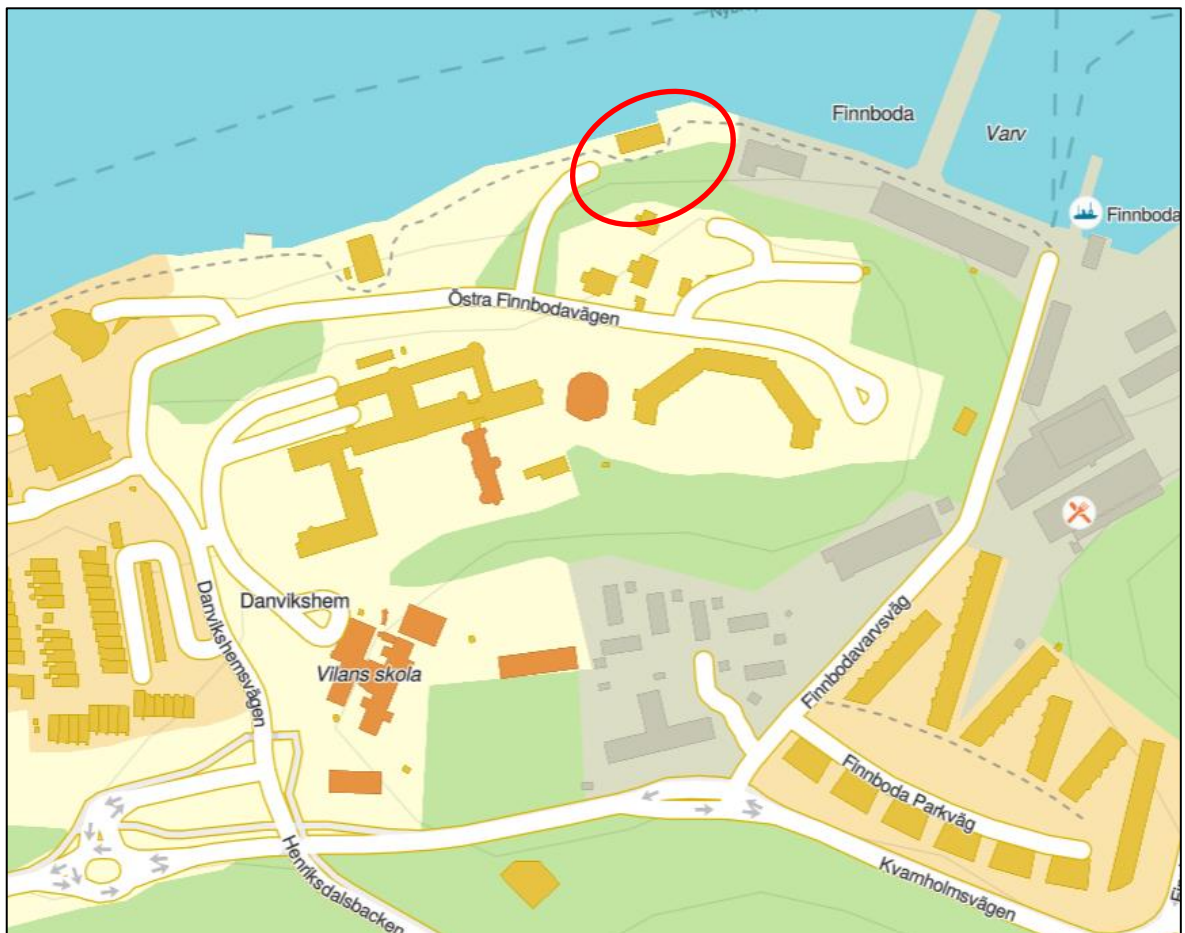 Finnboda
Varv
Finnboda
Östra Finnbodavägen
Danvikshem
Danvikshemsvägen
Vilans skola
Finnbodavarvsväg
Finnboda Parkväg
Kvarnholmsvägen
Henriksdalsbacken